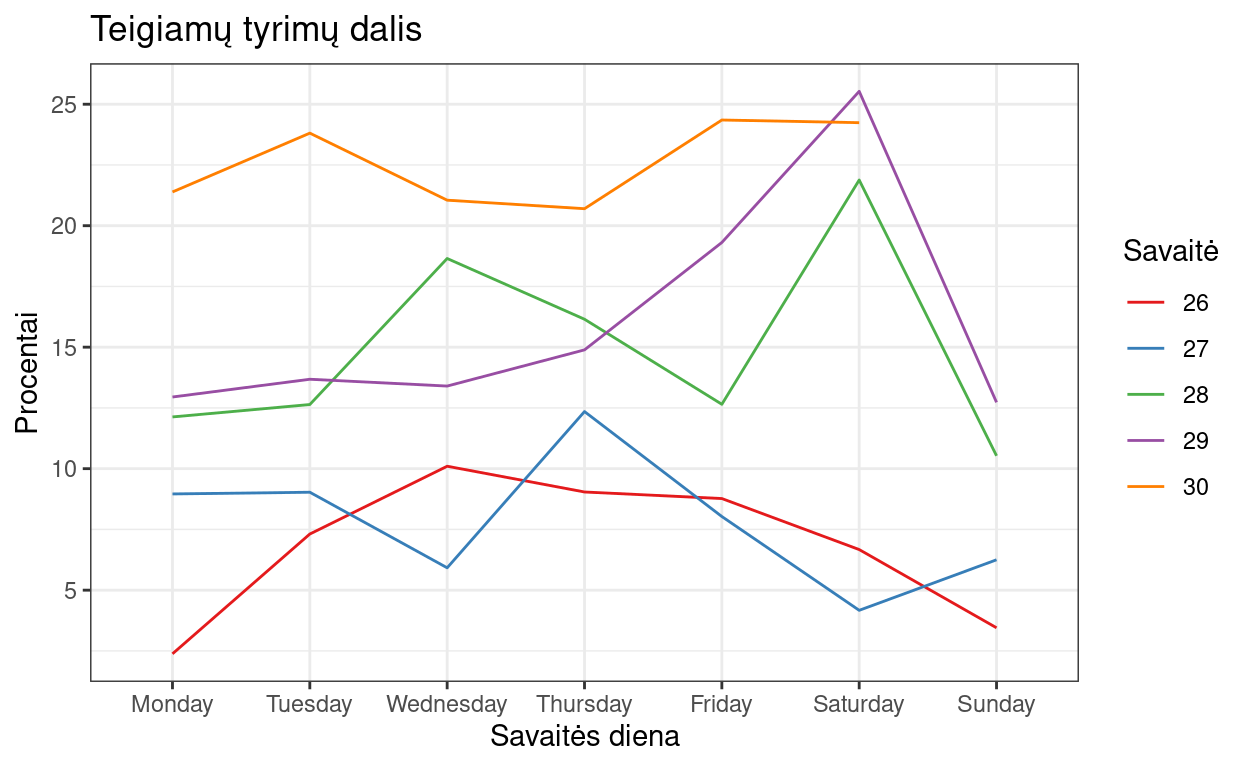 Teigiamų tyrimų dalis
Procentai
25
20
15
10
5
Monday Tuesday Wednesday Thursday Friday Saturday Sunday
Savaitės diena
Savaitė
26
27
28
29
30